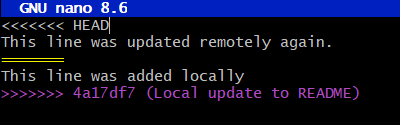 GNU nano 8.6
<<<<<<< HEAD
This line was updated remotely again.
=======
This line was added locally
>>>>>>> 4a17df7 (Local update to README)